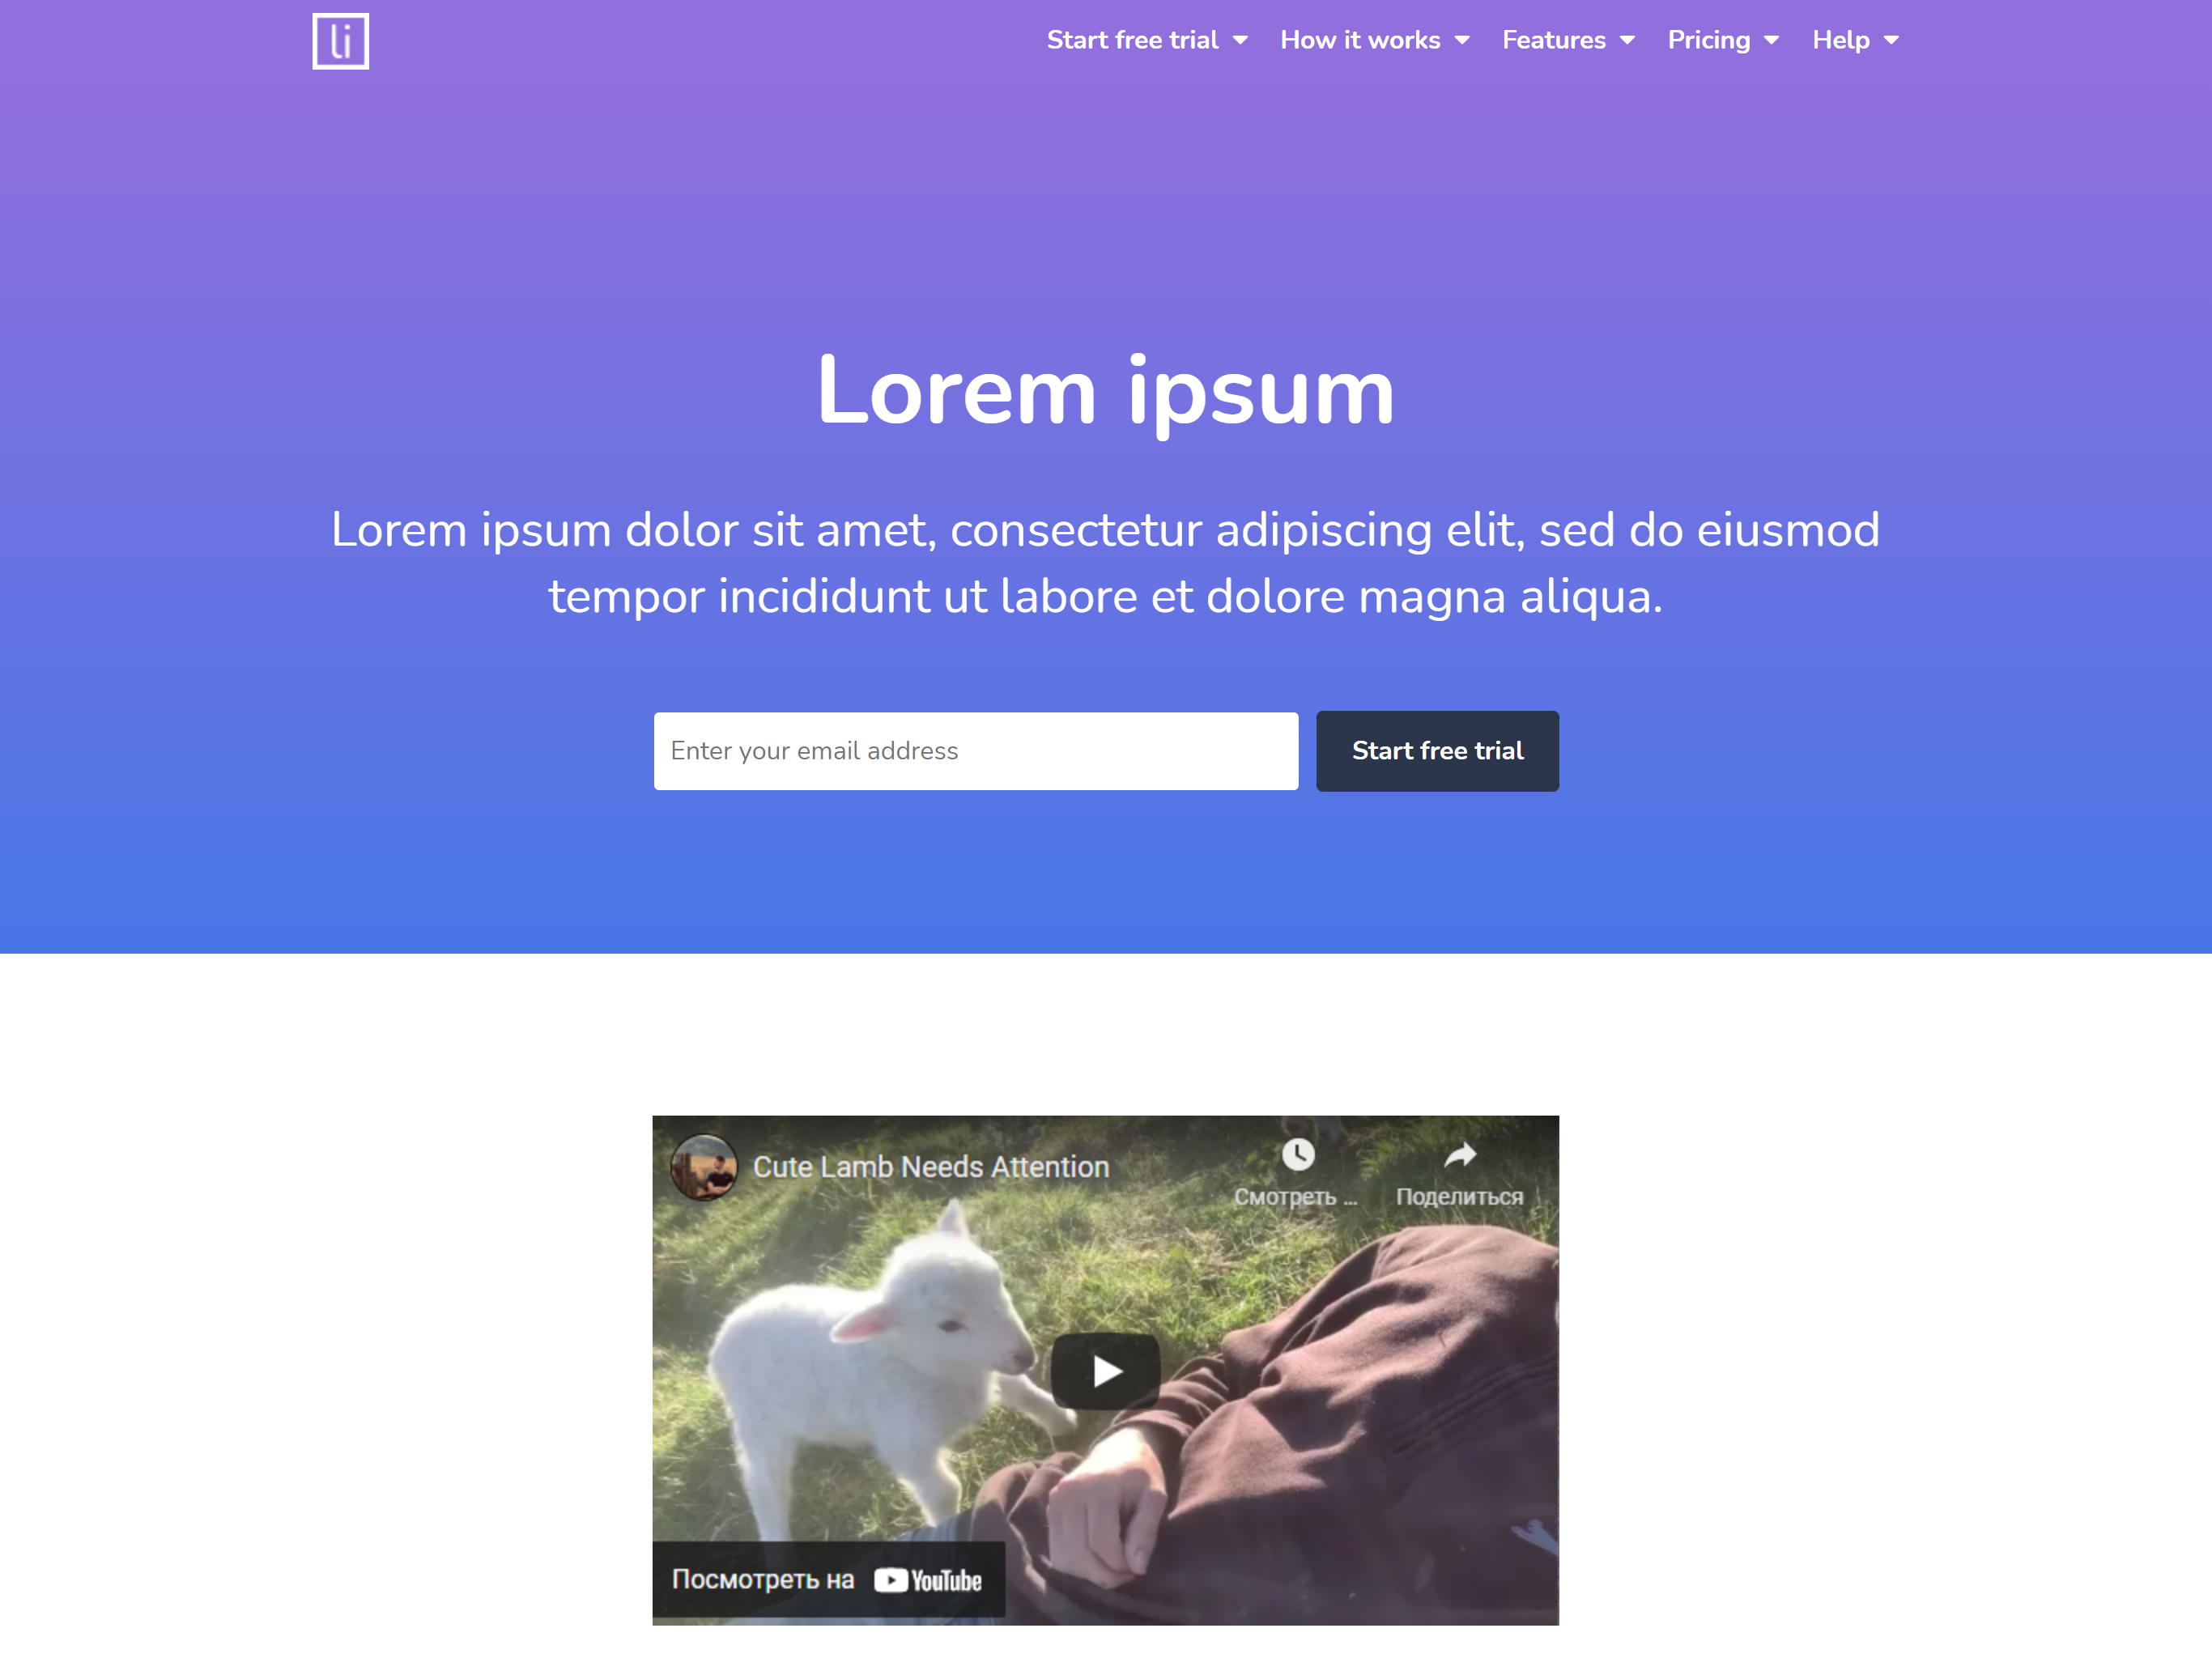 li
Start free trial How it works Features Pricing Help
Lorem ipsum
Lorem ipsum dolor sit amet, consectetur adipiscing elit, sed do eiusmod
tempor incididunt ut labore et dolore magna aliqua.
Enter your email address Start free trial
Cute Lamb Needs Attention
Смотреть ... Поделиться
Посмотреть на YouTube